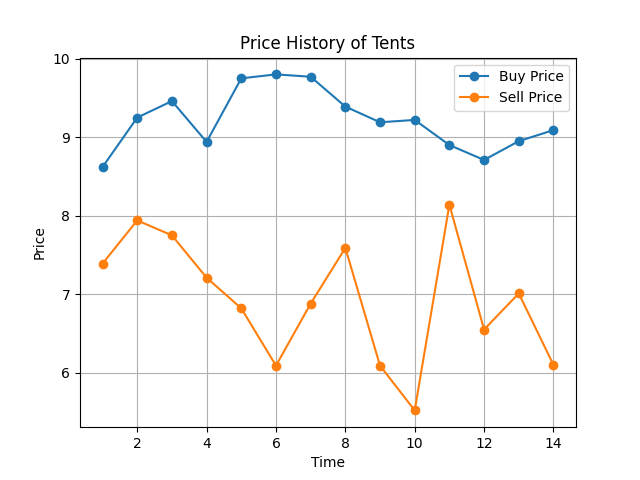 Price History of Tents
Buy Price
Sell Price
Price
10
9
8
7
6
2 4 6 8 10 12 14
Time